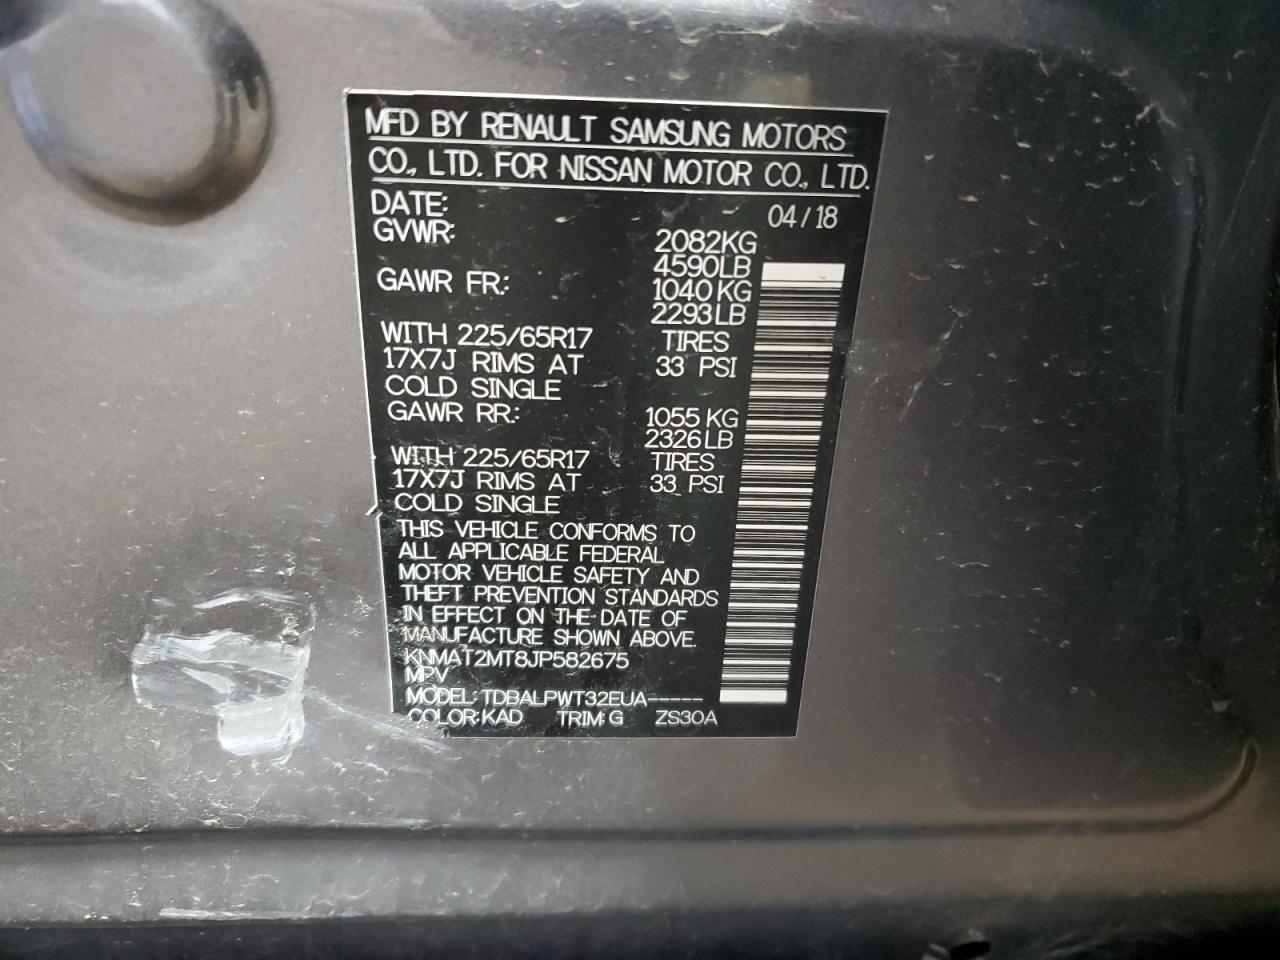 MFD BY RENAULT SAMSUNG MOTORS
CO., LTD. FOR NISSAN MOTOR CO., LTD.
DATE: 04/18
GVWR: 2082KG
4590LB
GAWR FR: 1040KG
2293LB
WITH 225/65R17 TIRES
17X7J RIMS AT 33 PSI
COLD SINGLE
GAWR RR: 1055KG
2326LB
WITH 225/65R17 TIRES
17X7J RIMS AT 33 PSI
COLD SINGLE
THIS VEHICLE CONFORMS TO
ALL APPLICABLE FEDERAL
MOTOR VEHICLE SAFETY AND
THEFT PREVENTION STANDARDS
IN EFFECT ON THE DATE OF
MANUFACTURE SHOWN ABOVE.
KNMAT2MT8JP582675
MPV
MODEL: TDBALPWT32EUA-----
COLOR: KAD TRIM: G ZS30A